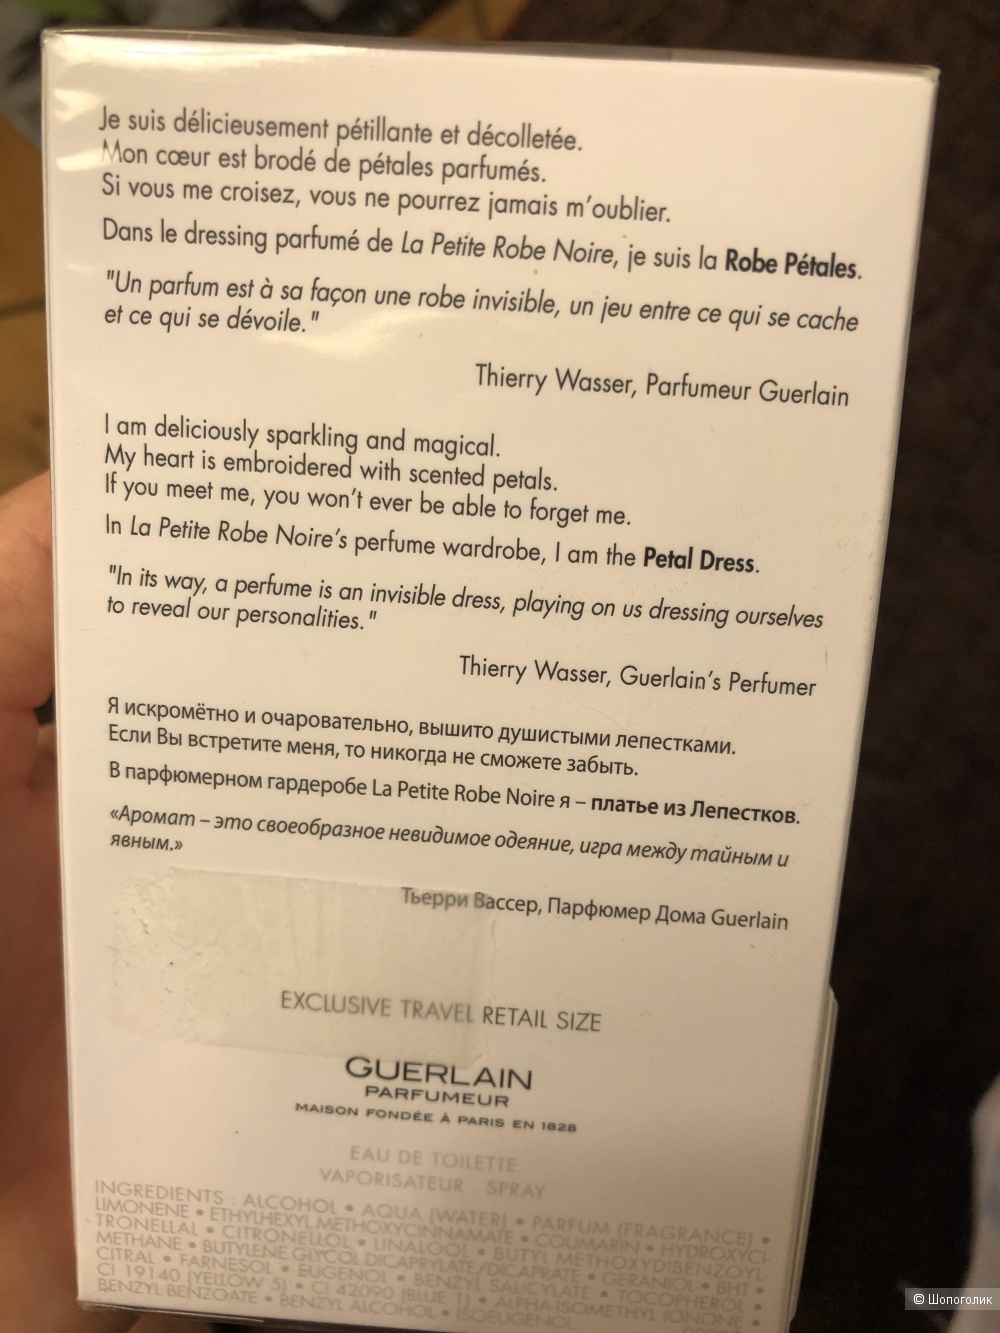 Je suis délicieusement pétillante et décolletée.
Mon cœur est brodé de pétales parfumés.
Si vous me croisez, vous ne pourrez jamais m'oublier.
Dans le dressing parfumé de La Petite Robe Noire, je suis la Robe Pétales.
"Un parfum est à sa façon une robe invisible, un jeu entre ce qui se cache
et ce qui se dévoile."
Thierry Wasser, Parfumeur Guerlain
I am deliciously sparkling and magical.
My heart is embroidered with scented petals.
If you meet me, you won't ever be able to forget me.
In La Petite Robe Noire's perfume wardrobe, I am the Petal Dress.
"In its way, a perfume is an invisible dress, playing on us dressing ourselves
to reveal our personalities."
Thierry Wasser, Guerlain's Perfumer
Я искромётно и очаровательно, вышито душистыми лепестками.
Если Вы встретите меня, то никогда не сможете забыть.
В парфюмерном гардеробе La Petite Robe Noire я – платье из Лепестков.
«Аромат – это своеобразное невидимое одеяние, игра между тайным и
явным.»
Тьерри Вассер, Парфюмер Дома Guerlain
EXCLUSIVE TRAVEL RETAIL SIZE
GUERLAIN
PARFUMEUR
MAISON FONDÉE À PARIS EN 1828
EAU DE TOILETTE
VAPORISATEUR . SPRAY
INGREDIENTS : ALCOHOL • AQUA (WATER) • PARFUM (FRAGRANCE) •
LIMONENE • ETHYLHEXYL METHOXYCINNAMATE • COUMARIN • HYDROXYCI-
TRONELLAL • CITRONELLOL • LINALOOL • BUTYL METHOXYDIBENZOYL-
METHANE • BUTYLENE GLYCOL DICAPRYLATE/DICAPRATE • GERANIOL • BHT •
CITRAL • FARNESOL • EUGENOL • BENZYL SALICYLATE • TOCOPHEROL •
CI 19140 (YELLOW 5) • CI 42090 (BLUE 1) • ALPHA-ISOMETHYL IONONE •
BENZYL BENZOATE • BENZYL ALCOHOL • ISOEUGENOL
© Шопоголик